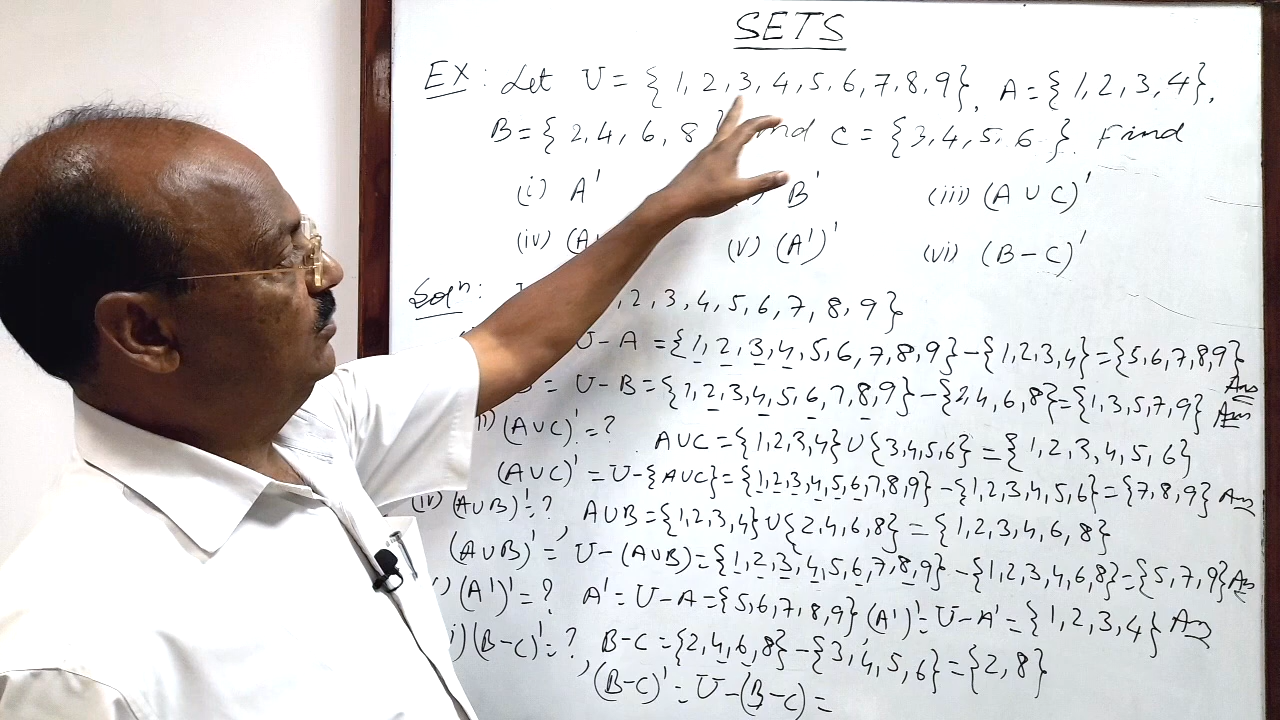 SETS
EX: Let U = { 1, 2, 3, 4, 5, 6, 7, 8, 9 }, A = { 1, 2, 3, 4 },
B = { 2, 4, 6, 8 } and C = { 3, 4, 5, 6 }. Find
(i) A' B' (iii) (A ∪ C)'
(iv) (v) (A')' (vi) (B - C)'
Solⁿ: , 2, 3, 4, 5, 6, 7, 8, 9 }
U - A = {1, 2, 3, 4, 5, 6, 7, 8, 9} - {1, 2, 3, 4} = {5, 6, 7, 8, 9} Ans
= U - B = {1, 2, 3, 4, 5, 6, 7, 8, 9} - {2, 4, 6, 8} = {1, 3, 5, 7, 9} Ans
(A∪C)' = ? A∪C = {1, 2, 3, 4} ∪ {3, 4, 5, 6} = { 1, 2, 3, 4, 5, 6 }
(A∪C)' = U - {A∪C} = {1, 2, 3, 4, 5, 6, 7, 8, 9} - {1, 2, 3, 4, 5, 6} = {7, 8, 9} Ans
(iv) (A∪B)' = ?, A∪B = {1, 2, 3, 4} ∪ {2, 4, 6, 8} = {1, 2, 3, 4, 6, 8}
(A∪B)' = U - (A∪B) = {1, 2, 3, 4, 5, 6, 7, 8, 9} - {1, 2, 3, 4, 6, 8} = {5, 7, 9} Ans
(A')' = ? A' = U - A = {5, 6, 7, 8, 9}, (A')' = U - A' = {1, 2, 3, 4} Ans
(B-C)' = ?, B-C = {2, 4, 6, 8} - {3, 4, 5, 6} = {2, 8}
(B-C)' = U - (B-C) =